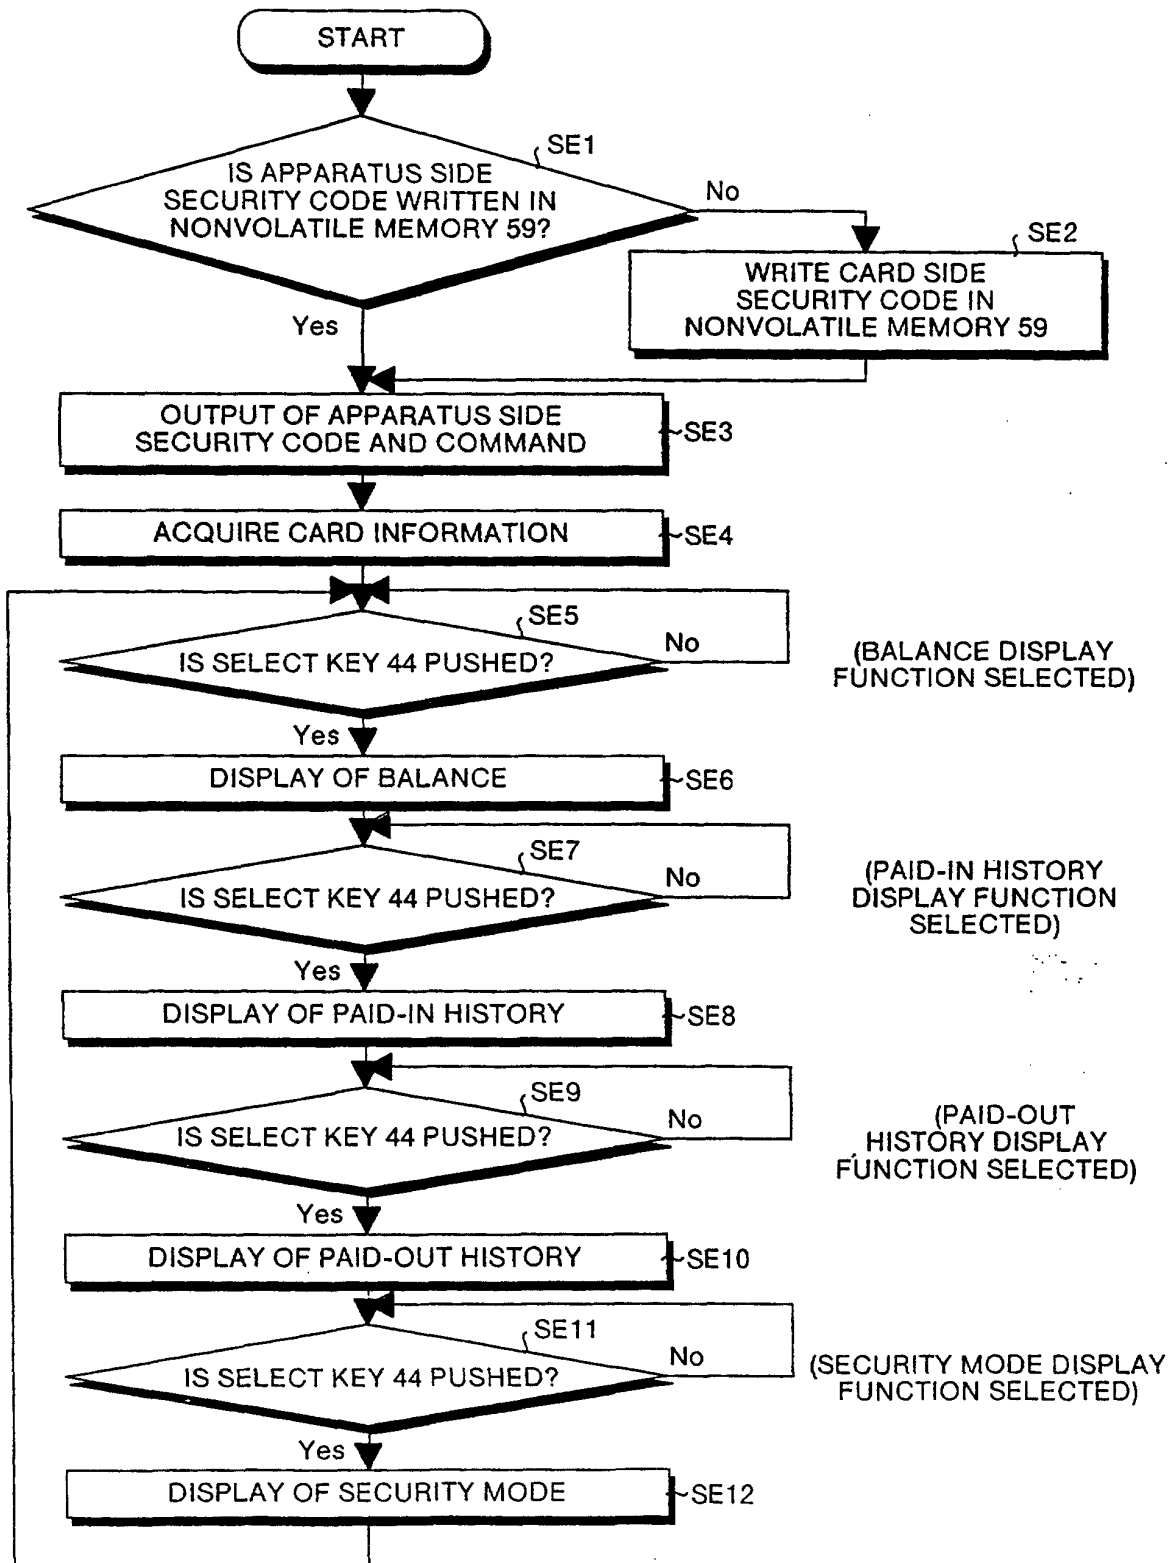 START
SE1
IS APPARATUS SIDE
SECURITY CODE WRITTEN IN
NONVOLATILE MEMORY 59?
No
SE2
WRITE CARD SIDE
SECURITY CODE IN
NONVOLATILE MEMORY 59
Yes
OUTPUT OF APPARATUS SIDE
SECURITY CODE AND COMMAND
SE3
ACQUIRE CARD INFORMATION
SE4
SE5
IS SELECT KEY 44 PUSHED?
No
(BALANCE DISPLAY
FUNCTION SELECTED)
Yes
DISPLAY OF BALANCE
SE6
SE7
IS SELECT KEY 44 PUSHED?
No
(PAID-IN HISTORY
DISPLAY FUNCTION
SELECTED)
Yes
DISPLAY OF PAID-IN HISTORY
SE8
SE9
IS SELECT KEY 44 PUSHED?
No
(PAID-OUT
HISTORY DISPLAY
FUNCTION SELECTED)
Yes
DISPLAY OF PAID-OUT HISTORY
SE10
SE11
IS SELECT KEY 44 PUSHED?
No
(SECURITY MODE DISPLAY
FUNCTION SELECTED)
Yes
DISPLAY OF SECURITY MODE
SE12